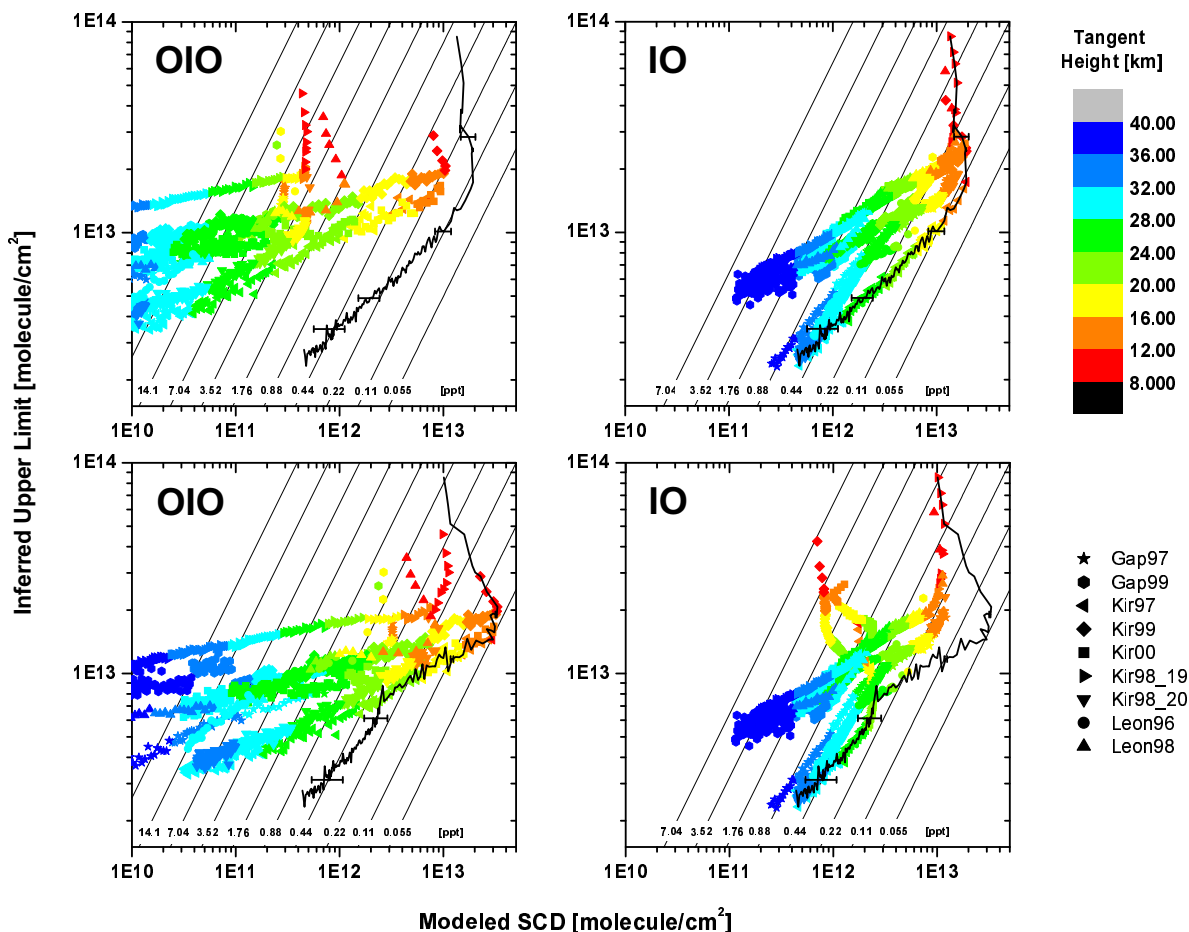 1E14
OIO
1E13
14.1 7.04 3.52 1.76 0.88 0.44 0.22 0.11 0.055 [ppt]
1E10 1E11 1E12 1E13
1E14
IO
1E13
7.04 3.52 1.76 0.88 0.44 0.22 0.11 0.055 [ppt]
1E10 1E11 1E12 1E13
Tangent
Height [km]
40.00
36.00
32.00
28.00
24.00
20.00
16.00
12.00
8.000
Inferred Upper Limit [molecule/cm²]
1E14
OIO
1E13
14.1 7.04 3.52 1.76 0.88 0.44 0.22 0.11 0.055 [ppt]
1E10 1E11 1E12 1E13
1E14
IO
1E13
7.04 3.52 1.76 0.88 0.44 0.22 0.11 0.055 [ppt]
1E10 1E11 1E12 1E13
Gap97
Gap99
Kir97
Kir99
Kir00
Kir98_19
Kir98_20
Leon96
Leon98
Modeled SCD [molecule/cm²]